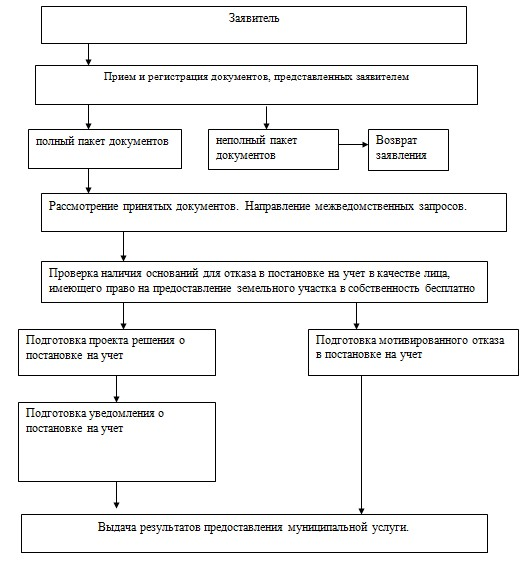 Заявитель
Прием и регистрация документов, представленных заявителем
полный пакет документов
неполный пакет
документов
Возврат
заявления
Рассмотрение принятых документов. Направление межведомственных запросов.
Проверка наличия оснований для отказа в постановке на учет в качестве лица,
имеющего право на предоставление земельного участка в собственность бесплатно
Подготовка проекта решения о
постановке на учет
Подготовка мотивированного отказа
в постановке на учет
Подготовка уведомления о
постановке на учет
Выдача результатов предоставления муниципальной услуги.